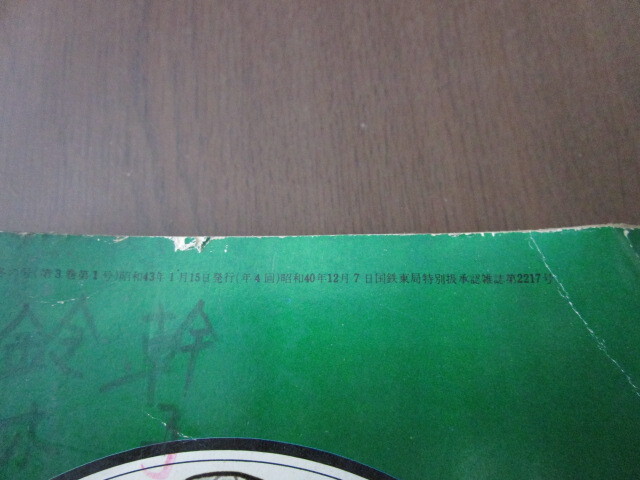 号(第3巻第1号)昭和43年1月15日発行(年4回)昭和40年12月7日国鉄東局特別扱承認雑誌第2217号
鈴
幹子